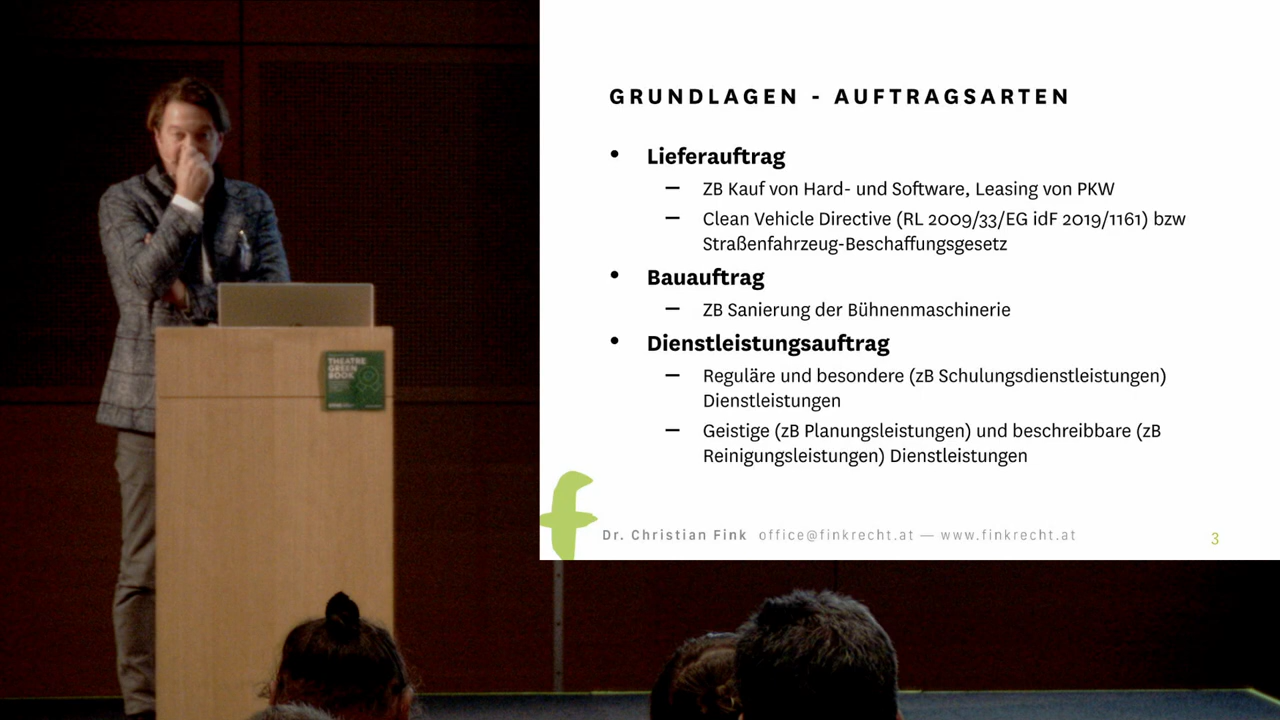 GRUNDLAGEN - AUFTRAGSARTEN
• Lieferauftrag
– ZB Kauf von Hard- und Software, Leasing von PKW
– Clean Vehicle Directive (RL 2009/33/EG idF 2019/1161) bzw
Straßenfahrzeug-Beschaffungsgesetz
• Bauauftrag
– ZB Sanierung der Bühnenmaschinerie
• Dienstleistungsauftrag
– Reguläre und besondere (zB Schulungsdienstleistungen)
Dienstleistungen
– Geistige (zB Planungsleistungen) und beschreibbare (zB
Reinigungsleistungen) Dienstleistungen
f
Dr. Christian Fink office@finkrecht.at — www.finkrecht.at
3
THEATRE
GREEN
BOOK